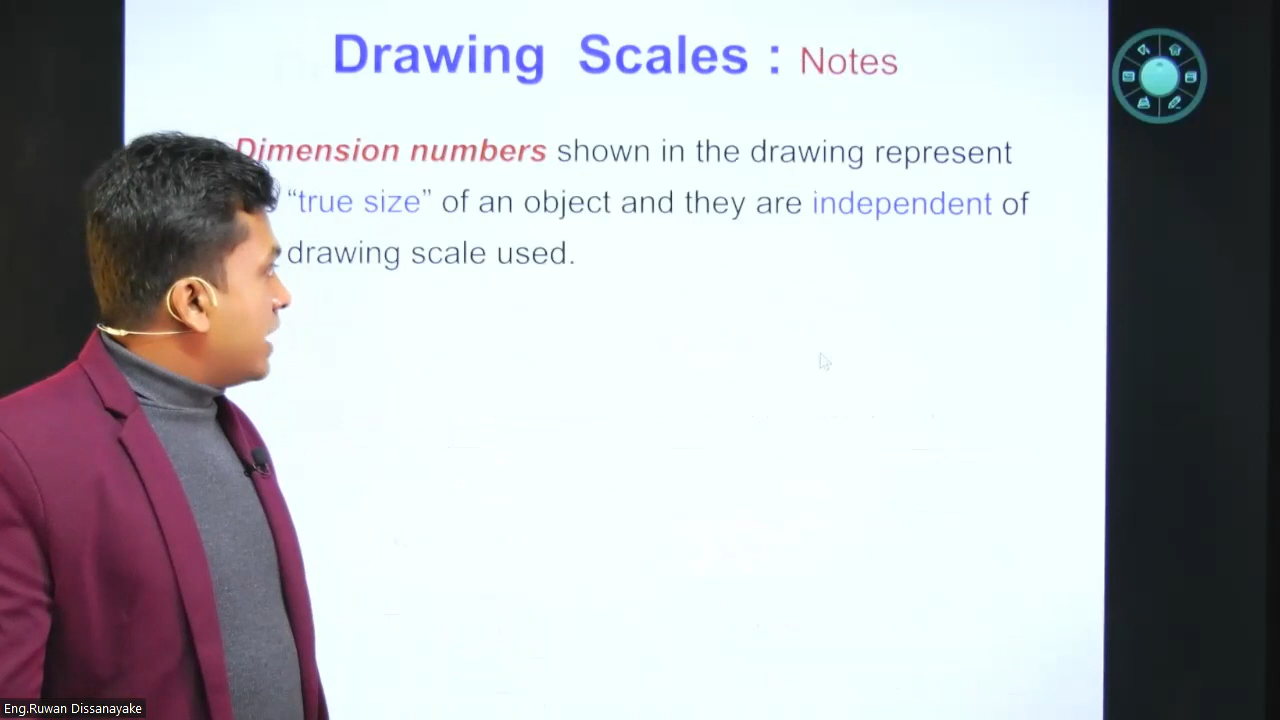 Drawing Scales : Notes
Dimension numbers shown in the drawing represent
“true size” of an object and they are independent of
drawing scale used.
Eng.Ruwan Dissanayake